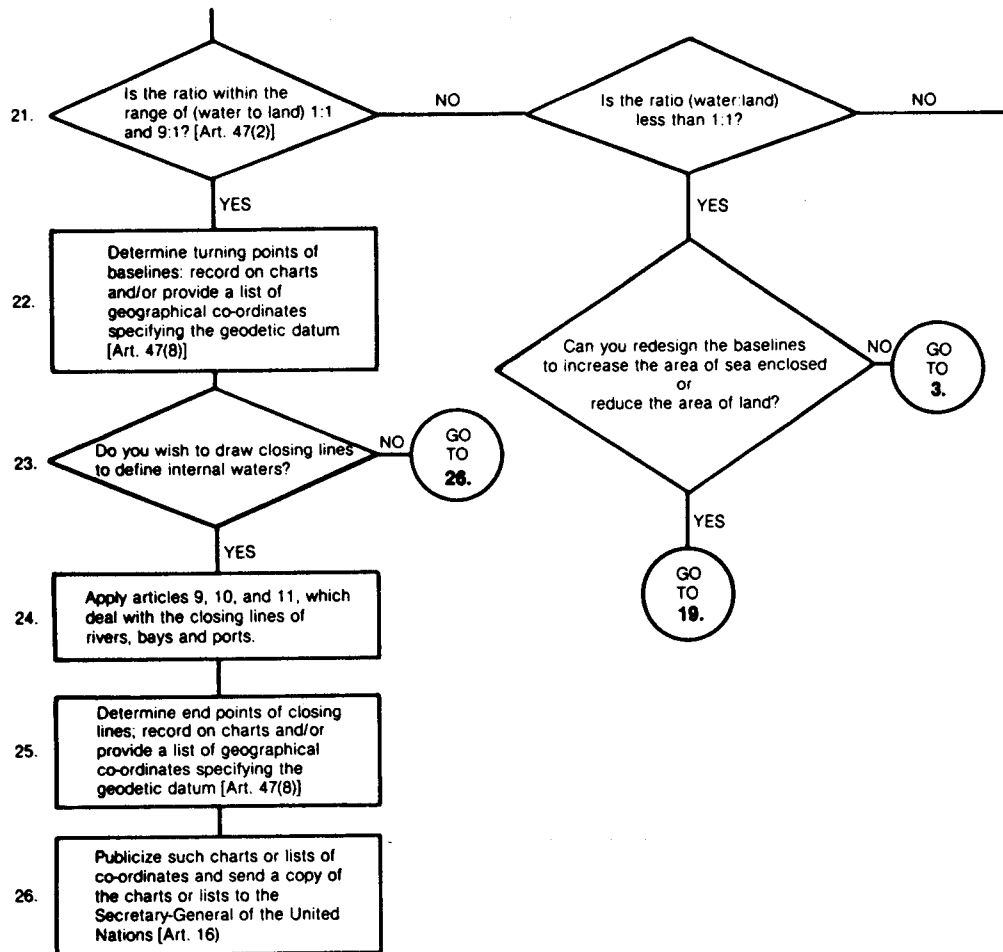 21.
Is the ratio within the
range of (water to land) 1:1
and 9:1? [Art. 47(2)]
NO
Is the ratio (water:land)
less than 1:1?
NO
YES
YES
22.
Determine turning points of
baselines: record on charts
and/or provide a list of
geographical co-ordinates
specifying the geodetic datum
[Art. 47(8)]
Can you redesign the baselines
to increase the area of sea enclosed
or
reduce the area of land?
NO
GO
TO
3.
23.
Do you wish to draw closing lines
to define internal waters?
NO
GO
TO
26.
YES
YES
GO
TO
19.
24.
Apply articles 9, 10, and 11, which
deal with the closing lines of
rivers, bays and ports.
25.
Determine end points of closing
lines; record on charts and/or
provide a list of geographical
co-ordinates specifying the
geodetic datum [Art. 47(8)]
26.
Publicize such charts or lists of
co-ordinates and send a copy of
the charts or lists to the
Secretary-General of the United
Nations [Art. 16)